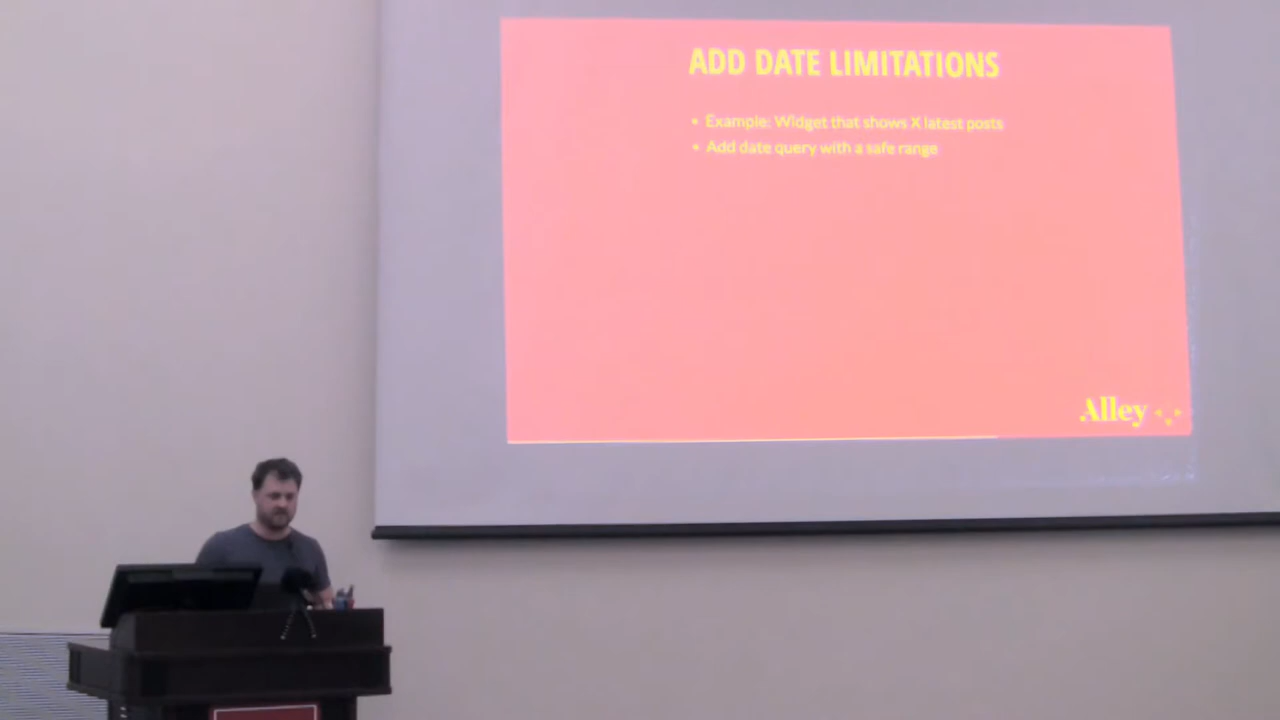 ADD DATE LIMITATIONS
• Example: Widget that shows X latest posts
• Add date query with a safe range
Alley